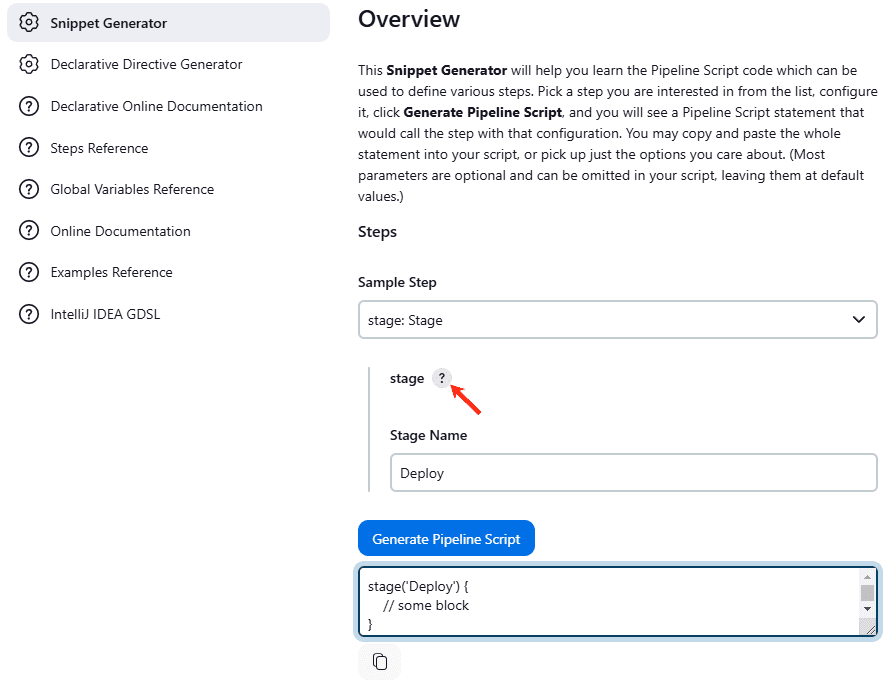 Snippet Generator
Declarative Directive Generator
Declarative Online Documentation
Steps Reference
Global Variables Reference
Online Documentation
Examples Reference
IntelliJ IDEA GDSL
Overview
This Snippet Generator will help you learn the Pipeline Script code which can be
used to define various steps. Pick a step you are interested in from the list, configure
it, click Generate Pipeline Script, and you will see a Pipeline Script statement that
would call the step with that configuration. You may copy and paste the whole
statement into your script, or pick up just the options you care about. (Most
parameters are optional and can be omitted in your script, leaving them at default
values.)
Steps
Sample Step
stage: Stage
stage ?
Stage Name
Deploy
Generate Pipeline Script
stage('Deploy') {
    // some block
}